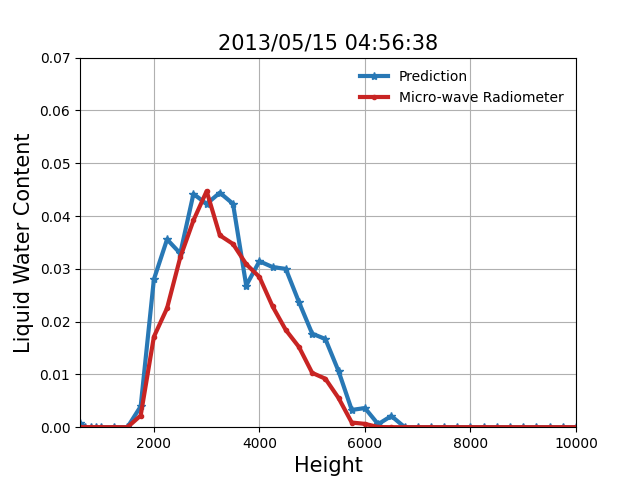 2013/05/15 04:56:38
0.07
0.06
0.05
0.04
0.03
0.02
0.01
0.00
Liquid Water Content
Prediction
Micro-wave Radiometer
2000 4000 6000 8000 10000
Height